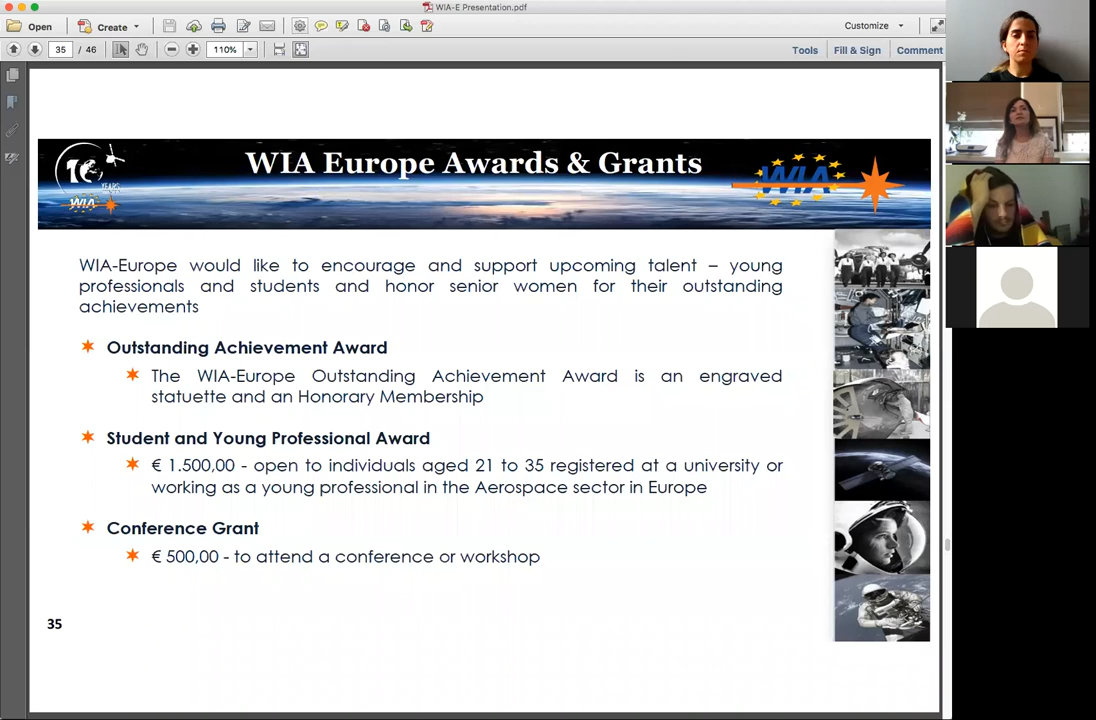 WIA-E Presentation.pdf
Open
Create
Customize
35 / 46
110%
Tools
Fill & Sign
Comment
10
YEARS
WIA
WIA Europe Awards & Grants
WIA
WIA-Europe would like to encourage and support upcoming talent – young
professionals and students and honor senior women for their outstanding
achievements
Outstanding Achievement Award
The WIA-Europe Outstanding Achievement Award is an engraved
statuette and an Honorary Membership
Student and Young Professional Award
€ 1.500,00 - open to individuals aged 21 to 35 registered at a university or
working as a young professional in the Aerospace sector in Europe
Conference Grant
€ 500,00 - to attend a conference or workshop
35